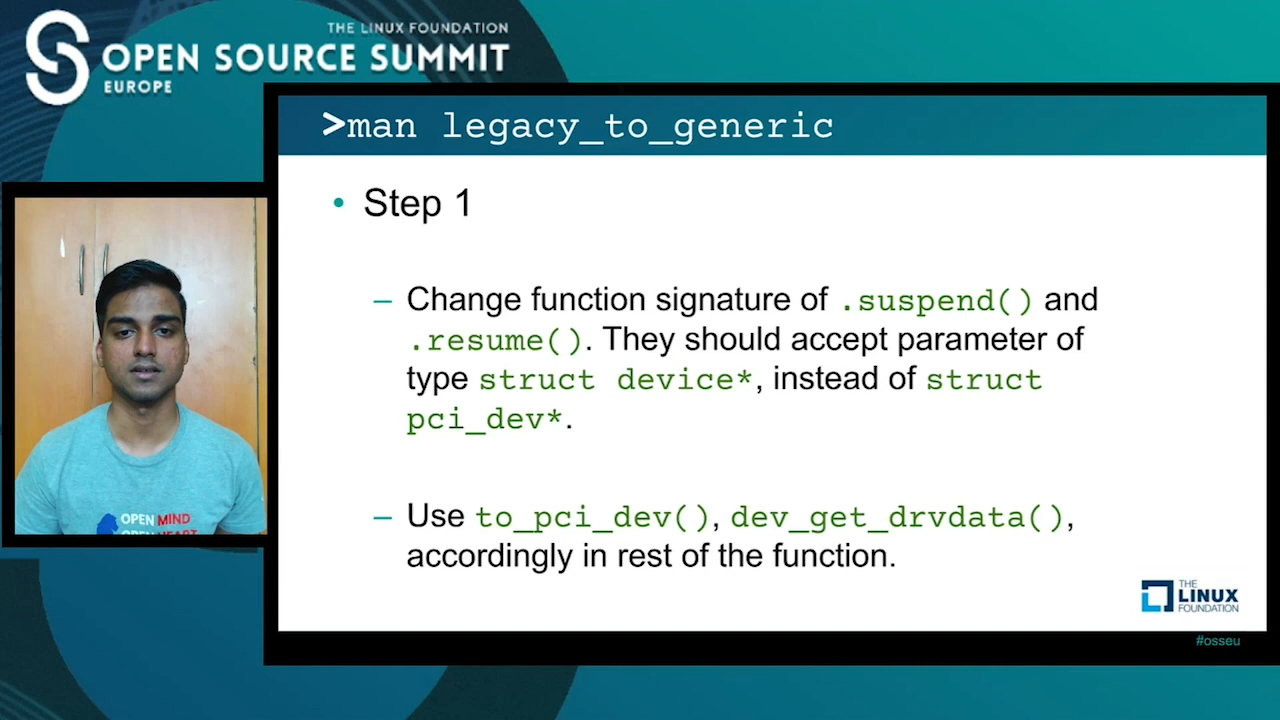 THE LINUX FOUNDATION
OPEN SOURCE SUMMIT
EUROPE
>man legacy_to_generic
• Step 1
– Change function signature of .suspend() and
.resume(). They should accept parameter of
type struct device*, instead of struct
pci_dev*.
– Use to_pci_dev(), dev_get_drvdata(),
accordingly in rest of the function.
OPEN MIND
OPEN HEART
THE
LINUX
FOUNDATION
#osseu